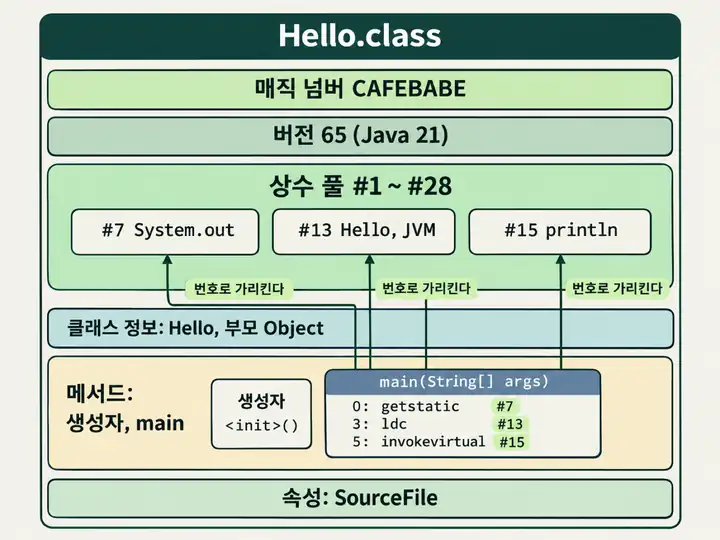 Hello.class
매직 넘버 CAFEBABE
버전 65 (Java 21)
상수 풀 #1 ~ #28
#7 System.out
#13 Hello, JVM
#15 println
번호로 가리킨다
번호로 가리킨다
번호로 가리킨다
클래스 정보: Hello, 부모 Object
메서드:
생성자, main
생성자
<init>()
main(String[] args)
0: getstatic #7
3: ldc #13
5: invokevirtual #15
속성: SourceFile